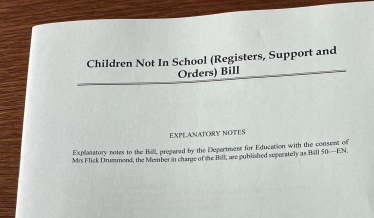 Children Not In School (Registers, Support and
Orders) Bill
EXPLANATORY NOTES
Explanatory notes to the Bill, prepared by the Department for Education with the consent of
Mrs Flick Drummond, the Member in charge of the Bill, are published separately as Bill 50—EN.